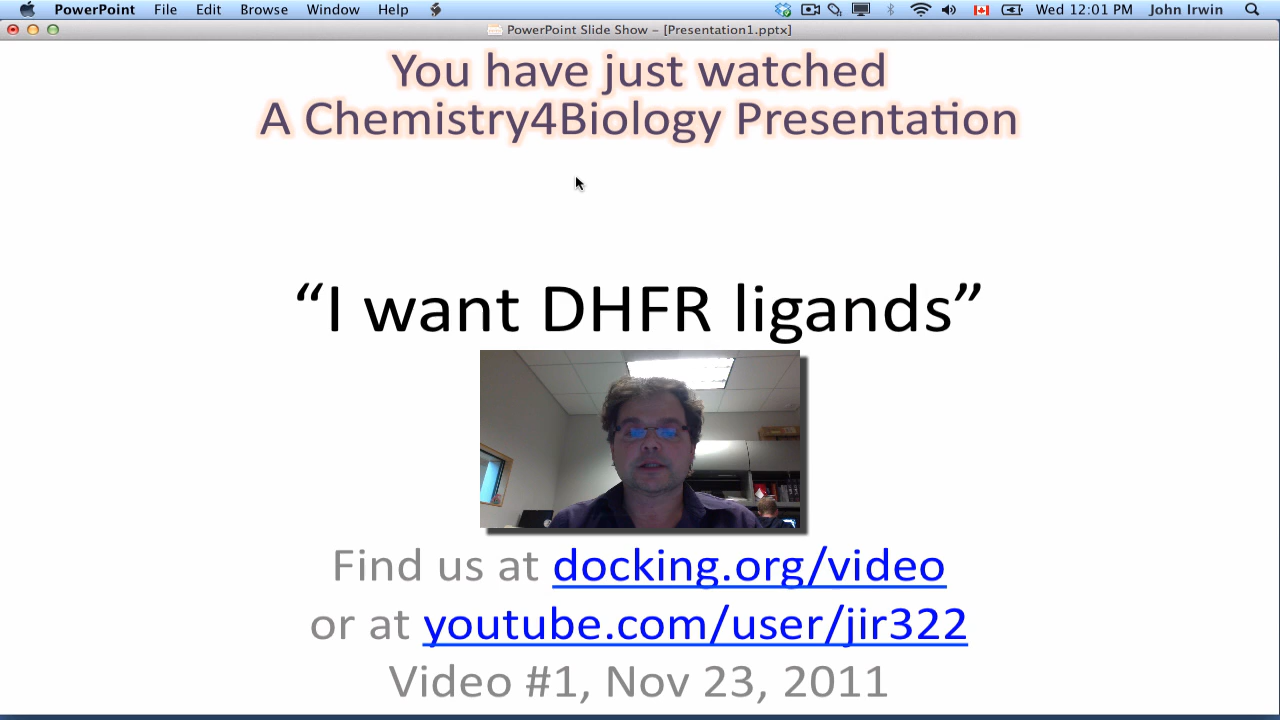 PowerPoint File Edit Browse Window Help Wed 12:01 PM John Irwin
PowerPoint Slide Show – [Presentation1.pptx]
You have just watched
A Chemistry4Biology Presentation
“I want DHFR ligands”
Find us at docking.org/video
or at youtube.com/user/jir322
Video #1, Nov 23, 2011